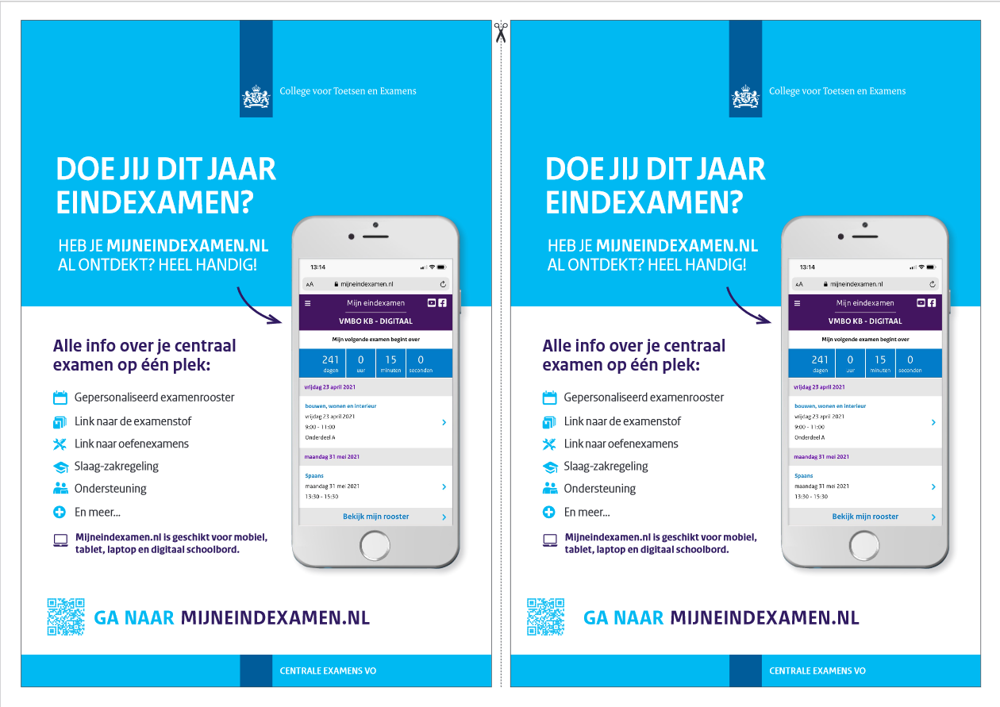 College voor Toetsen en Examens
DOE JIJ DIT JAAR
EINDEXAMEN?
HEB JE MIJNEINDEXAMEN.NL
AL ONTDEKT? HEEL HANDIG!
13:14
AA mijneindexamen.nl
Mijn eindexamen
VMBO KB - DIGITAAL
Mijn volgende examen begint over
241 0 15 0
dagen uur minuten seconden
vrijdag 23 april 2021
bouwen, wonen en interieur
vrijdag 23 april 2021
9:00 - 11:00
Onderdeel A
maandag 31 mei 2021
Spaans
maandag 31 mei 2021
13:30 - 15:30
Bekijk mijn rooster
Alle info over je centraal
examen op één plek:
Gepersonaliseerd examenrooster
Link naar de examenstof
Link naar oefenexamens
Slaag-zakregeling
Ondersteuning
En meer...
Mijneindexamen.nl is geschikt voor mobiel,
tablet, laptop en digitaal schoolbord.
GA NAAR MIJNEINDEXAMEN.NL
CENTRALE EXAMENS VO
College voor Toetsen en Examens
DOE JIJ DIT JAAR
EINDEXAMEN?
HEB JE MIJNEINDEXAMEN.NL
AL ONTDEKT? HEEL HANDIG!
13:14
AA mijneindexamen.nl
Mijn eindexamen
VMBO KB - DIGITAAL
Mijn volgende examen begint over
241 0 15 0
dagen uur minuten seconden
vrijdag 23 april 2021
bouwen, wonen en interieur
vrijdag 23 april 2021
9:00 - 11:00
Onderdeel A
maandag 31 mei 2021
Spaans
maandag 31 mei 2021
13:30 - 15:30
Bekijk mijn rooster
Alle info over je centraal
examen op één plek:
Gepersonaliseerd examenrooster
Link naar de examenstof
Link naar oefenexamens
Slaag-zakregeling
Ondersteuning
En meer...
Mijneindexamen.nl is geschikt voor mobiel,
tablet, laptop en digitaal schoolbord.
GA NAAR MIJNEINDEXAMEN.NL
CENTRALE EXAMENS VO